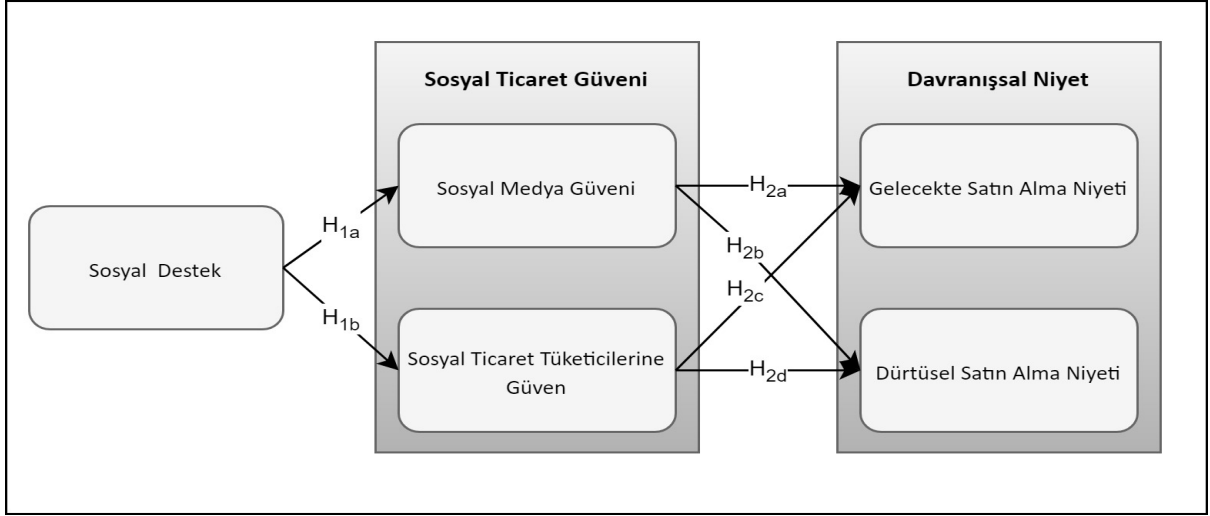 Sosyal Ticaret Güveni
Davranışsal Niyet
Sosyal Destek
H1a
H1b
Sosyal Medya Güveni
Sosyal Ticaret Tüketicilerine
Güven
H2a
H2b
H2c
H2d
Gelecekte Satın Alma Niyeti
Dürtüsel Satın Alma Niyeti